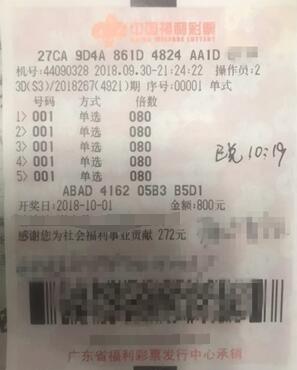 中国福利彩票
27CA 9D4A 861D 4824 AA1D
机号:44090328 2018.09.30-21:24:22 操作员:2
3D(S3)/2018267(4921)期 序号:00001 单式
号码 方式 倍数
1> 001 单选 080
2> 001 单选 080
3> 001 单选 080
4> 001 单选 080
5> 001 单选 080
已兑 10:19
ABAD 4162 05B3 B5D1
开奖日:2018-10-01 金额:800元
感谢您为社会福利事业贡献 272元
广东省福利彩票发行中心承销